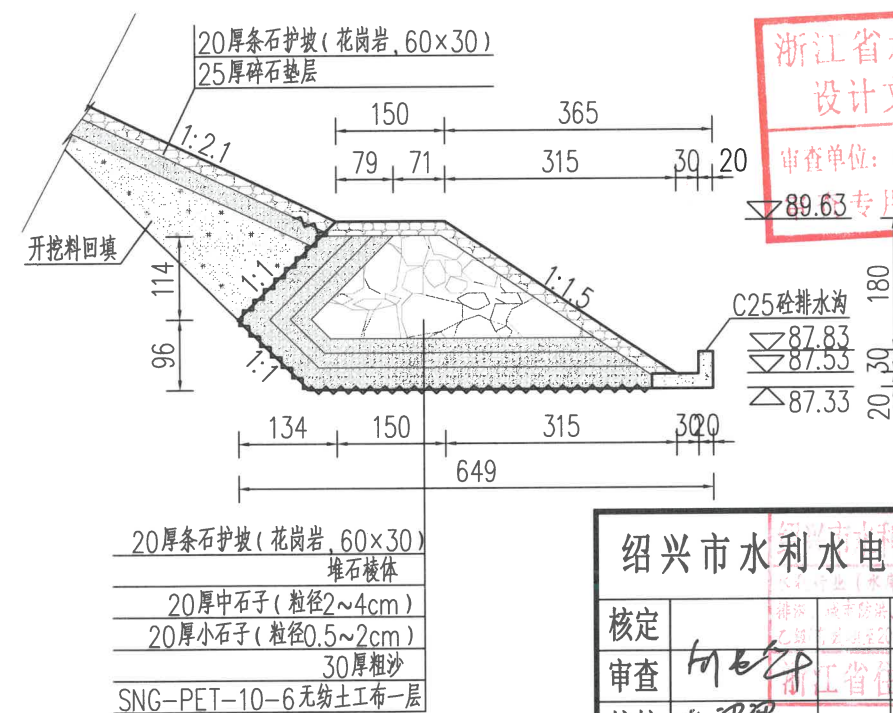 20厚条石护坡(花岗岩,60×30)
25厚碎石垫层
1:2.1
150
365
79
71
315
30
20
89.63
开挖料回填
114
96
1:1
1:1
1:1.5
C25砼排水沟
87.83
87.53
87.33
180
30
20
134
150
315
30
20
649
20厚条石护坡(花岗岩,60×30)
堆石棱体
20厚中石子(粒径2~4cm)
20厚小石子(粒径0.5~2cm)
30厚粗沙
SNG-PET-10-6无纺土工布一层
浙江省
设计文
审查单位:
专用
绍兴市水利水电
核定
审查
浙江省住